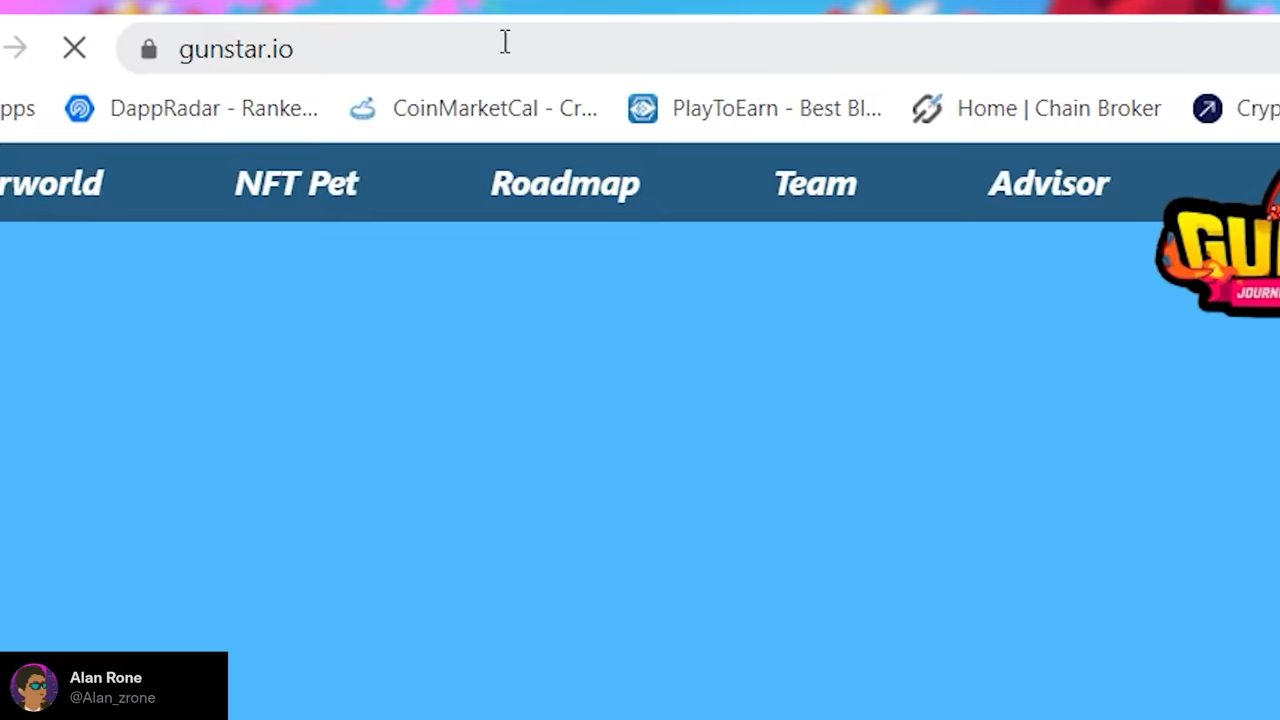 gunstar.io
pps DappRadar - Ranke... CoinMarketCal - Cr... PlayToEarn - Best Bl... Home | Chain Broker Cryp
rworld NFT Pet Roadmap Team Advisor
GU
JOURN
Alan Rone
@Alan_zrone